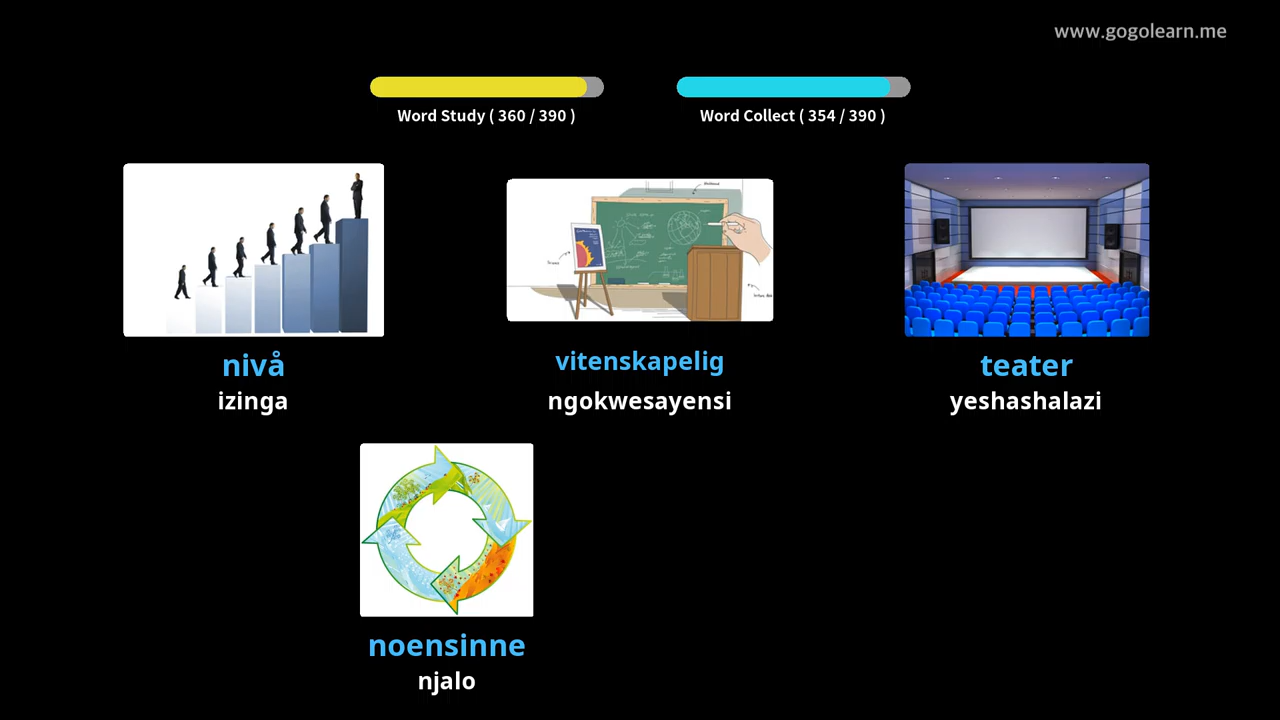 www.gogolearn.me
Word Study ( 360 / 390 )
Word Collect ( 354 / 390 )
nivå
izinga
vitenskapelig
ngokwesayensi
teater
yeshashalazi
noensinne
njalo